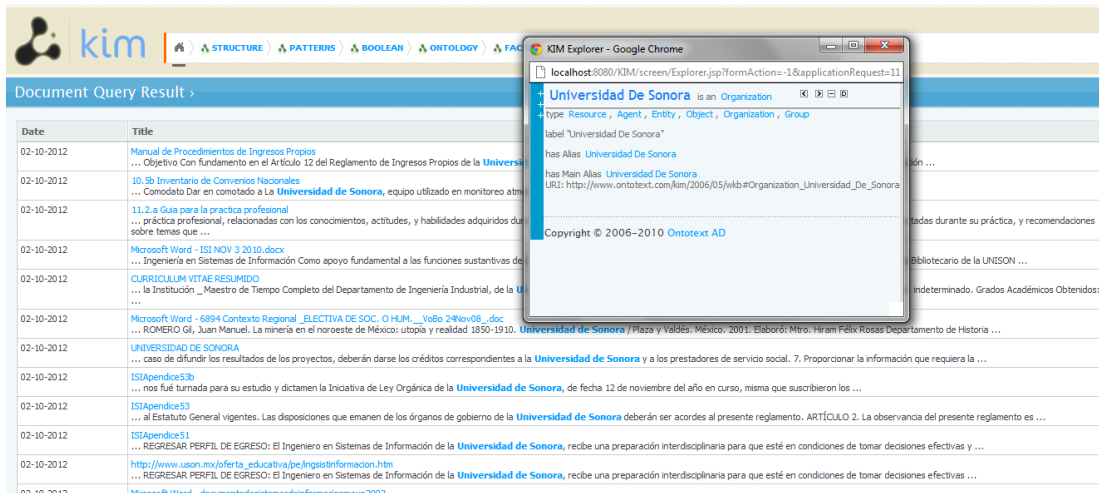 kim
STRUCTURE PATTERNS BOOLEAN ONTOLOGY FAC
Document Query Result ›
Date Title
02-10-2012 Manual de Procedimientos de Ingresos Propios
... Objetivo Con fundamento en el Artículo 12 del Reglamento de Ingresos Propios de la Universi ión ...
02-10-2012 10.5b Inventario de Convenios Nacionales
... Comodato Dar en comotado a La Universidad de Sonora, equipo utilizado en monitoreo atm
02-10-2012 11.2.a Guia para la practica profesional
... práctica profesional, relacionadas con los conocimientos, actitudes, y habilidades adquiridos dur tadas durante su práctica, y recomendaciones
sobre temas que ...
02-10-2012 Microsoft Word - ISI NOV 3 2010.docx
... Ingeniería en Sistemas de Información Como apoyo fundamental a las funciones sustantivas de Bibliotecario de la UNISON ...
02-10-2012 CURRICULUM VITAE RESUMIDO
... la Institución _ Maestro de Tiempo Completo del Departamento de Ingeniería Industrial, de la U indeterminado. Grados Académicos Obtenidos:
...
02-10-2012 Microsoft Word - 6894 Contexto Regional _ELECTIVA DE SOC. O HUM.__VoBo 24Nov08_.doc
... ROMERO Gil, Juan Manuel. La minería en el noroeste de México: utopía y realidad 1850-1910. Universidad de Sonora / Plaza y Valdés. México. 2001. Elaboró: Mtro. Hiram Félix Rosas Departamento de Historia ...
02-10-2012 UNIVERSIDAD DE SONORA
... caso de difundir los resultados de los proyectos, deberán darse los créditos correspondientes a la Universidad de Sonora y a los prestadores de servicio social. 7. Proporcionar la información que requiera la ...
02-10-2012 ISIApendice53b
... nos fué turnada para su estudio y dictamen la Iniciativa de Ley Orgánica de la Universidad de Sonora, de fecha 12 de noviembre del año en curso, misma que suscribieron los ...
02-10-2012 ISIApendice53
... al Estatuto General vigentes. Las disposiciones que emanen de los órganos de gobierno de la Universidad de Sonora deberán ser acordes al presente reglamento. ARTÍCULO 2. La observancia del presente reglamento es ...
02-10-2012 ISIApendice51
... REGRESAR PERFIL DE EGRESO: El Ingeniero en Sistemas de Información de la Universidad de Sonora, recibe una preparación interdisciplinaria para que esté en condiciones de tomar decisiones efectivas y ...
02-10-2012 http://www.uson.mx/oferta_educativa/pe/ingsistinformacion.htm
... REGRESAR PERFIL DE EGRESO: El Ingeniero en Sistemas de Información de la Universidad de Sonora, recibe una preparación interdisciplinaria para que esté en condiciones de tomar decisiones efectivas ...
KIM Explorer - Google Chrome
localhost:8080/KIM/screen/Explorer.jsp?formAction=-1&applicationRequest=11
Universidad De Sonora is an Organization
type Resource , Agent , Entity , Object , Organization , Group
label "Universidad De Sonora"
has Alias Universidad De Sonora
has Main Alias Universidad De Sonora
URI: http://www.ontotext.com/kim/2006/05/wkb#Organization_Universidad_De_Sonora
Copyright © 2006-2010 Ontotext AD